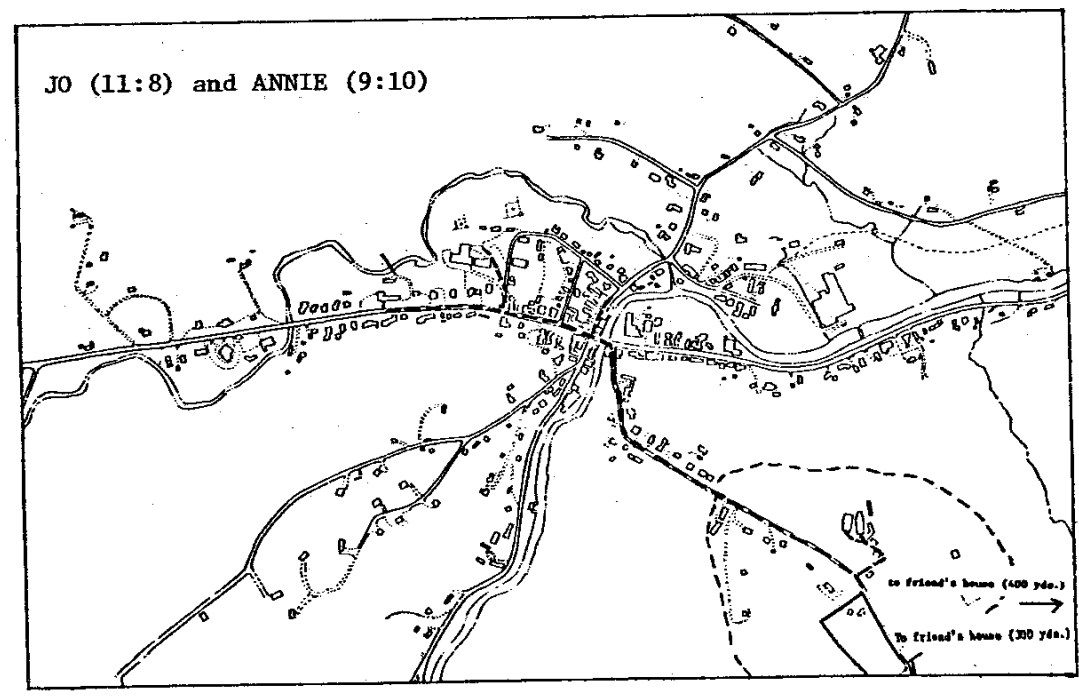 JO (11:8) and ANNIE (9:10)
to friend's house (400 yds.)
To friend's house (300 yds.)